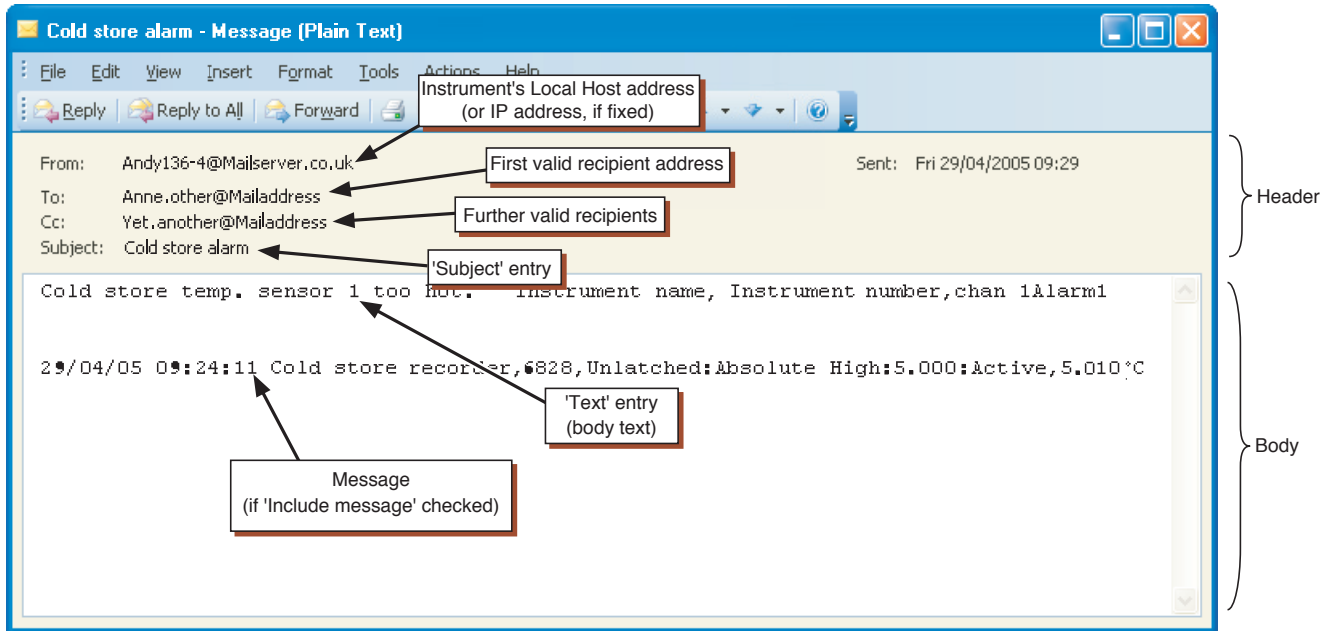 Cold store alarm - Message (Plain Text)
File Edit View Insert Format Tools Actions Help
Reply Reply to All Forward
Instrument's Local Host address
(or IP address, if fixed)
From: Andy136-4@Mailserver.co.uk
Sent: Fri 29/04/2005 09:29
First valid recipient address
To: Anne.other@Mailaddress
Header
Cc: Yet.another@Mailaddress
Further valid recipients
Subject: Cold store alarm
'Subject' entry
Cold store temp. sensor 1 too hot. Instrument name, Instrument number,chan 1Alarm1
29/04/05 09:24:11 Cold store recorder,6828,Unlatched:Absolute High:5.000:Active,5.010°C
'Text' entry
(body text)
Body
Message
(if 'Include message' checked)